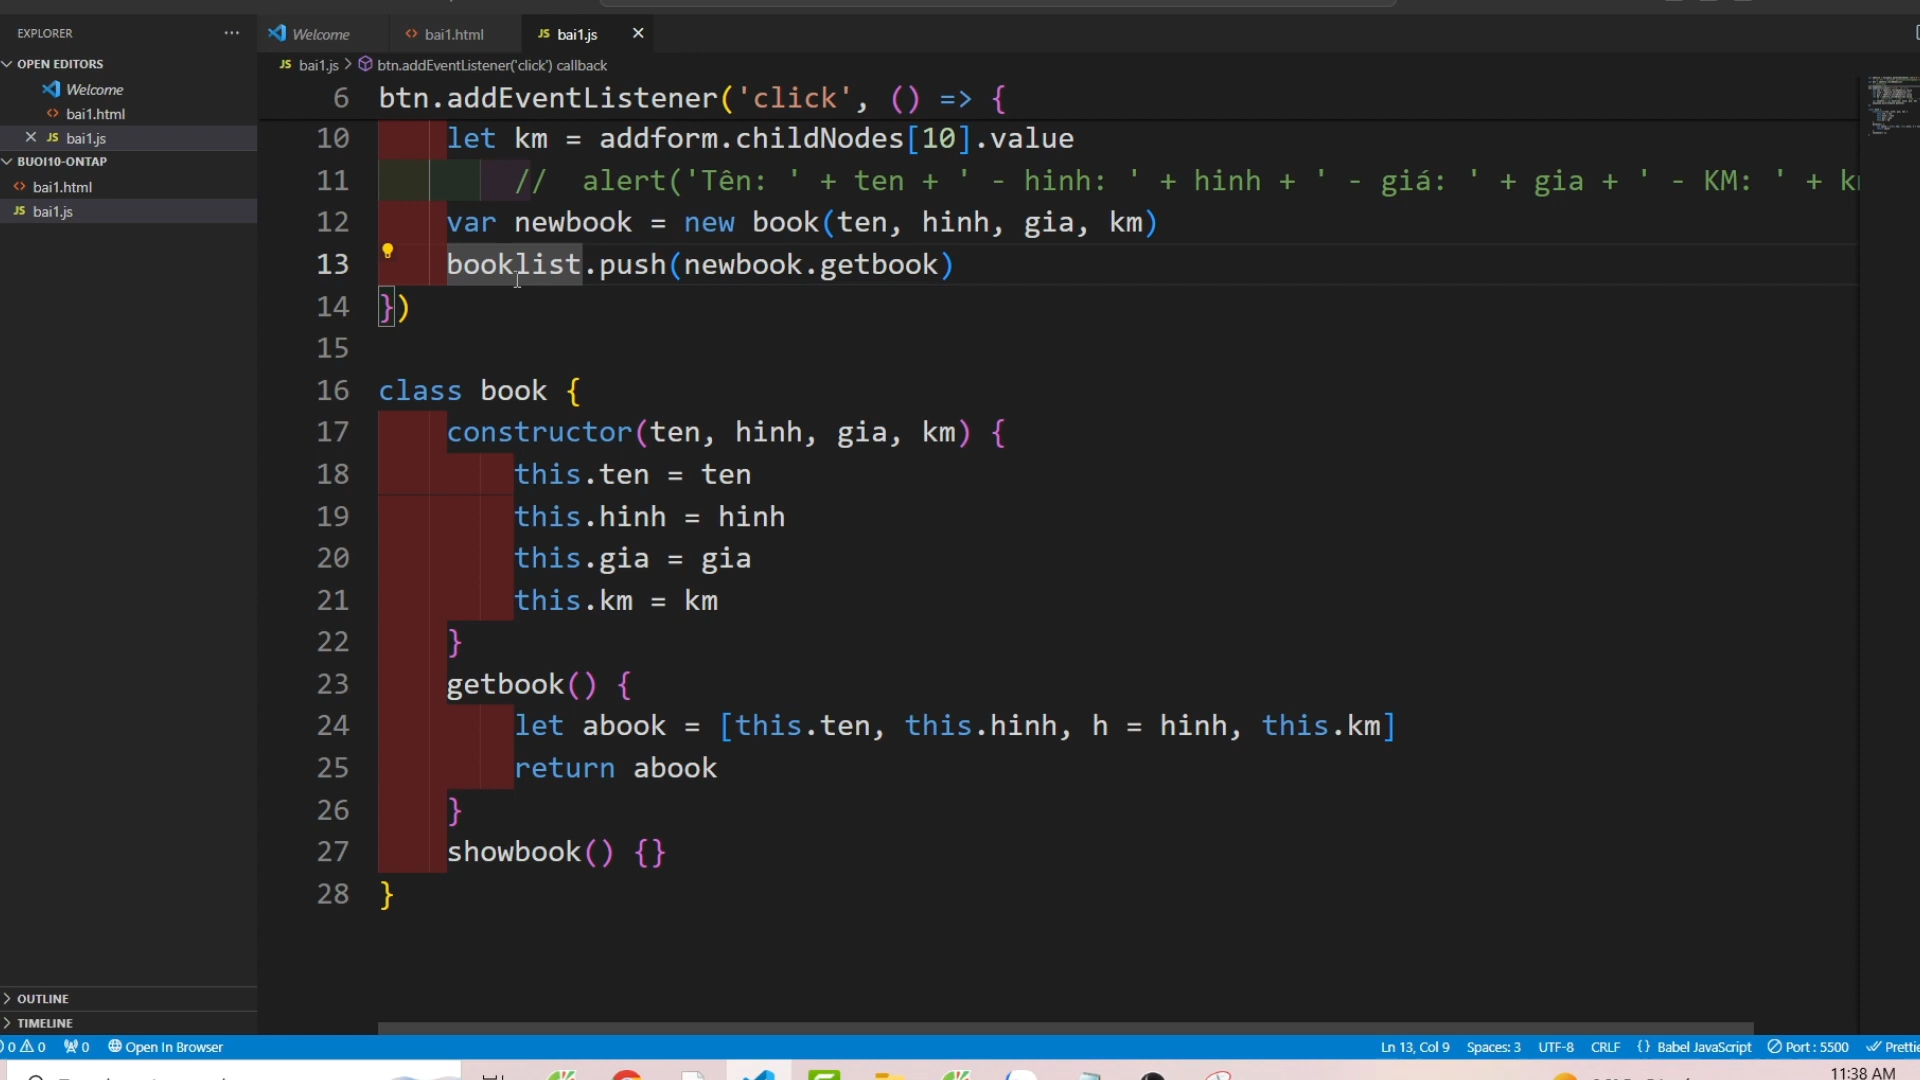 EXPLORER
Welcome
bai1.html
JS bai1.js
OPEN EDITORS
JS bai1.js > btn.addEventListener('click') callback
Welcome
bai1.html
JS bai1.js
BUOI10-ONTAP
bai1.html
JS bai1.js
6 btn.addEventListener('click', () => {
10 let km = addform.childNodes[10].value
11 // alert('Tên: ' + ten + ' - hinh: ' + hinh + ' - giá: ' + gia + ' - KM: ' +
12 var newbook = new book(ten, hinh, gia, km)
13 booklist.push(newbook.getbook)
14 })
15
16 class book {
17 constructor(ten, hinh, gia, km) {
18 this.ten = ten
19 this.hinh = hinh
20 this.gia = gia
21 this.km = km
22 }
23 getbook() {
24 let abook = [this.ten, this.hinh, h = hinh, this.km]
25 return abook
26 }
27 showbook() {}
28 }
OUTLINE
TIMELINE
0 0 0 Open In Browser
Ln 13, Col 9 Spaces: 3 UTF-8 CRLF {} Babel JavaScript Port : 5500
11:38 AM